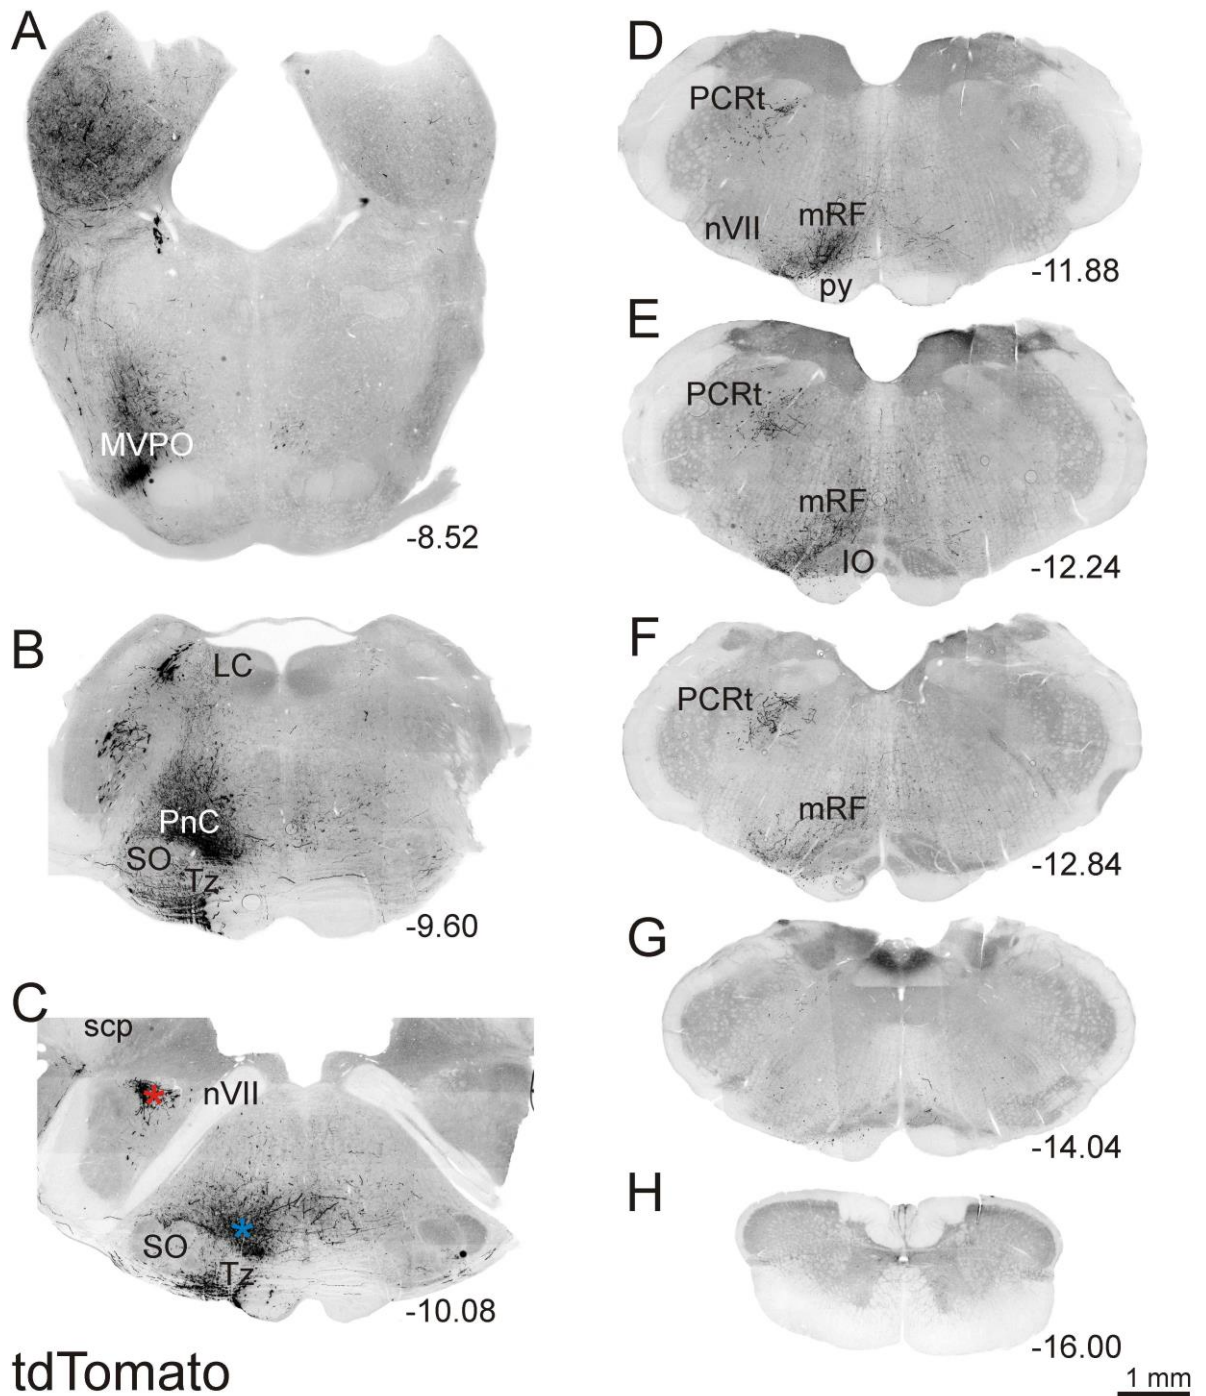 A
MVPO
-8.52
B
LC
PnC
SO
Tz
-9.60
C
scp
nVII
SO
Tz
-10.08
tdTomato
D
PCRt
mRF
nVII
py
-11.88
E
PCRt
mRF
IO
-12.24
F
PCRt
mRF
-12.84
G
-14.04
H
-16.00
1 mm